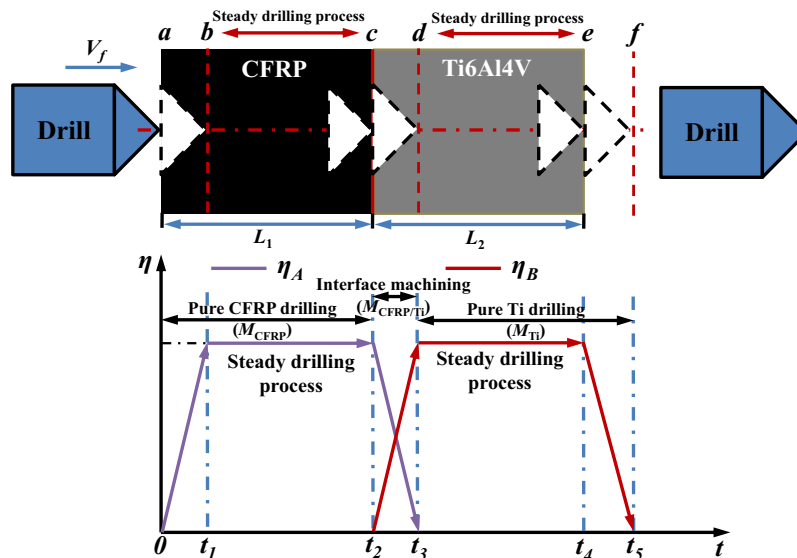 a b c d e f
Steady drilling process Steady drilling process
V_f
CFRP Ti6Al4V
Drill Drill
L_1 L_2
η η_A η_B
Interface machining
Pure CFRP drilling (M_CFRP/Ti) Pure Ti drilling
(M_CFRP) (M_Ti)
Steady drilling Steady drilling
process process
0 t_1 t_2 t_3 t_4 t_5 t